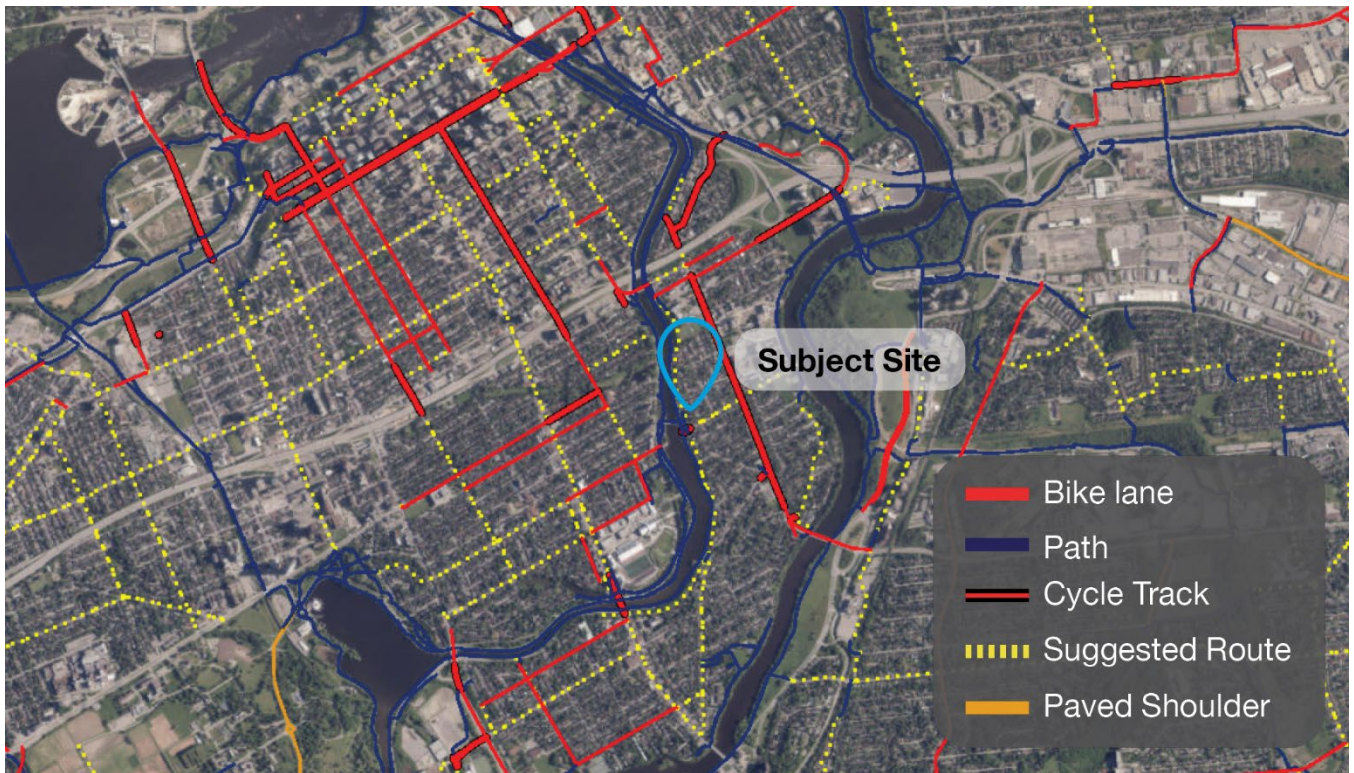 Subject Site
Bike lane
Path
Cycle Track
Suggested Route
Paved Shoulder